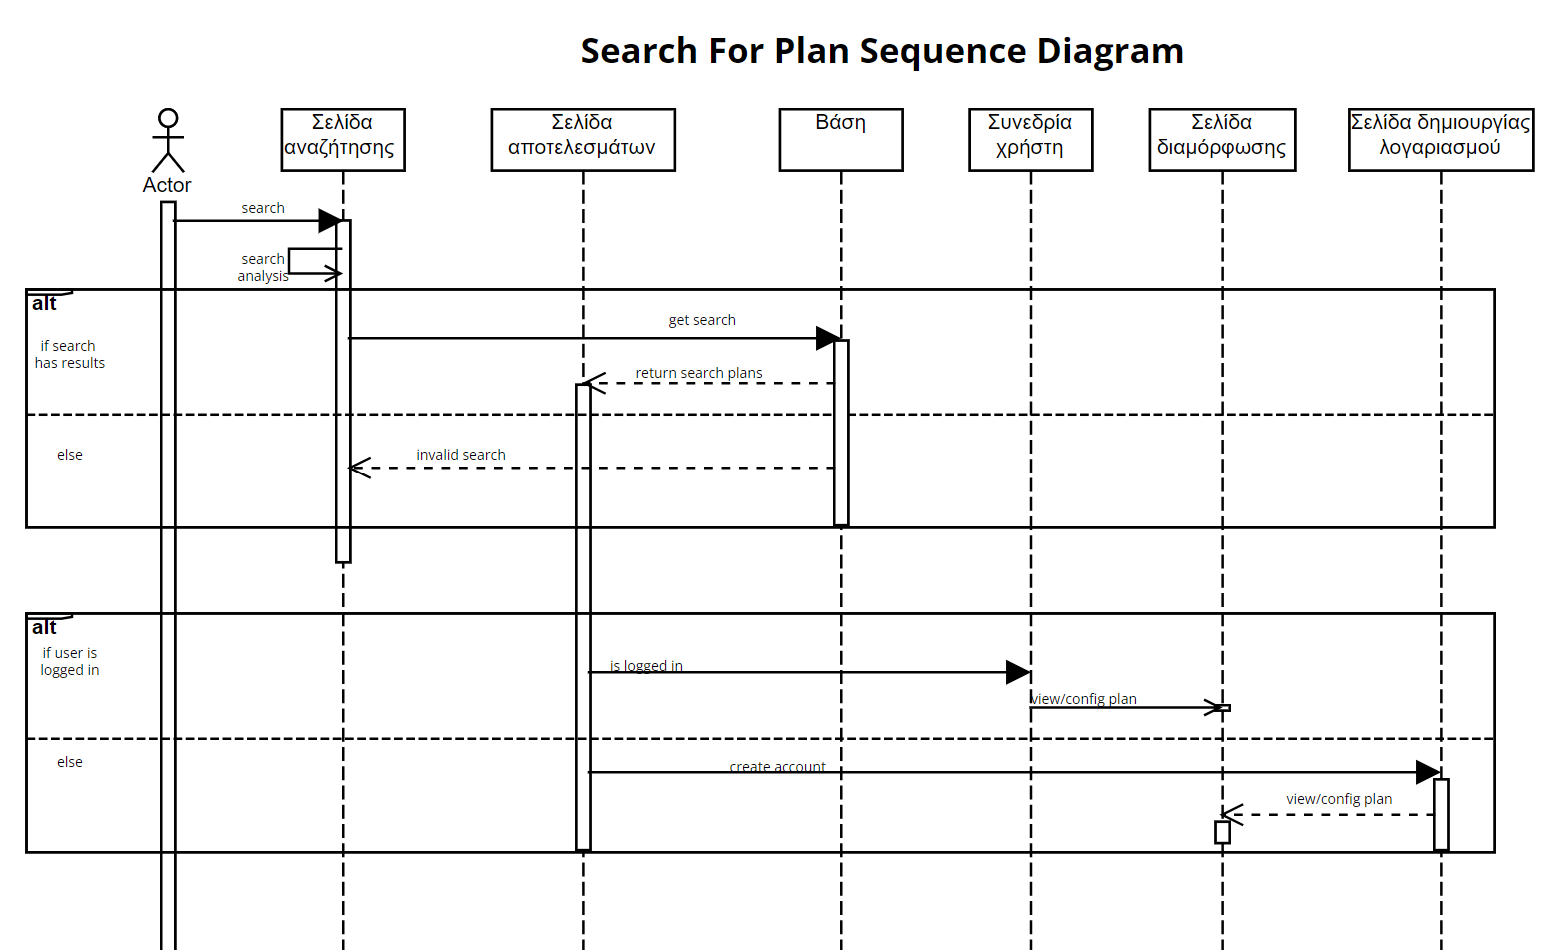 Search For Plan Sequence Diagram
Actor
Σελίδα
αναζήτησης
Σελίδα
αποτελεσμάτων
Βάση
Συνεδρία
χρήστη
Σελίδα
διαμόρφωσης
Σελίδα δημιουργίας
λογαριασμού
search
search
analysis
alt
if search
has results
get search
return search plans
else
invalid search
alt
if user is
logged in
is logged in
view/config plan
else
create account
view/config plan